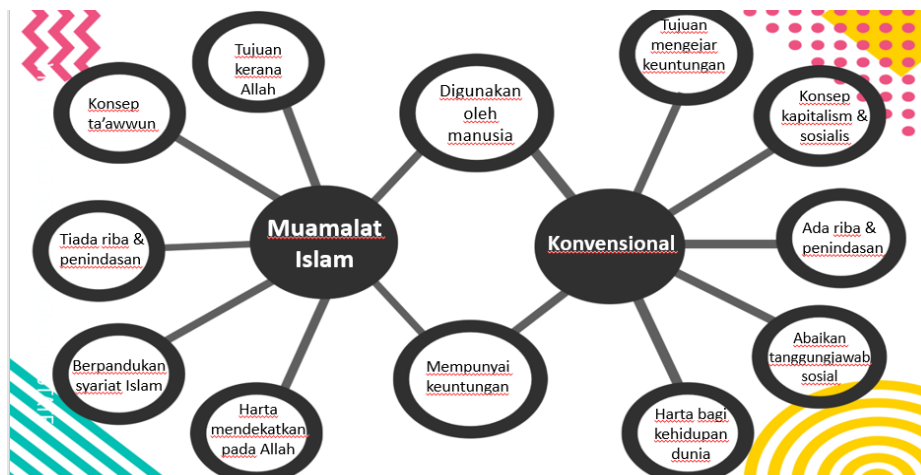 Tujuan
kerana
Allah
Konsep
ta'awwun
Tiada riba &
penindasan
Berpandukan
syariat Islam
Harta
mendekatkan
pada Allah
Muamalat
Islam
Digunakan
oleh
manusia
Mempunyai
keuntungan
Konvensional
Tujuan
mengejar
keuntungan
Konsep
kapitalism &
sosialis
Ada riba &
penindasan
Abaikan
tanggungjawab
sosial
Harta bagi
kehidupan
dunia